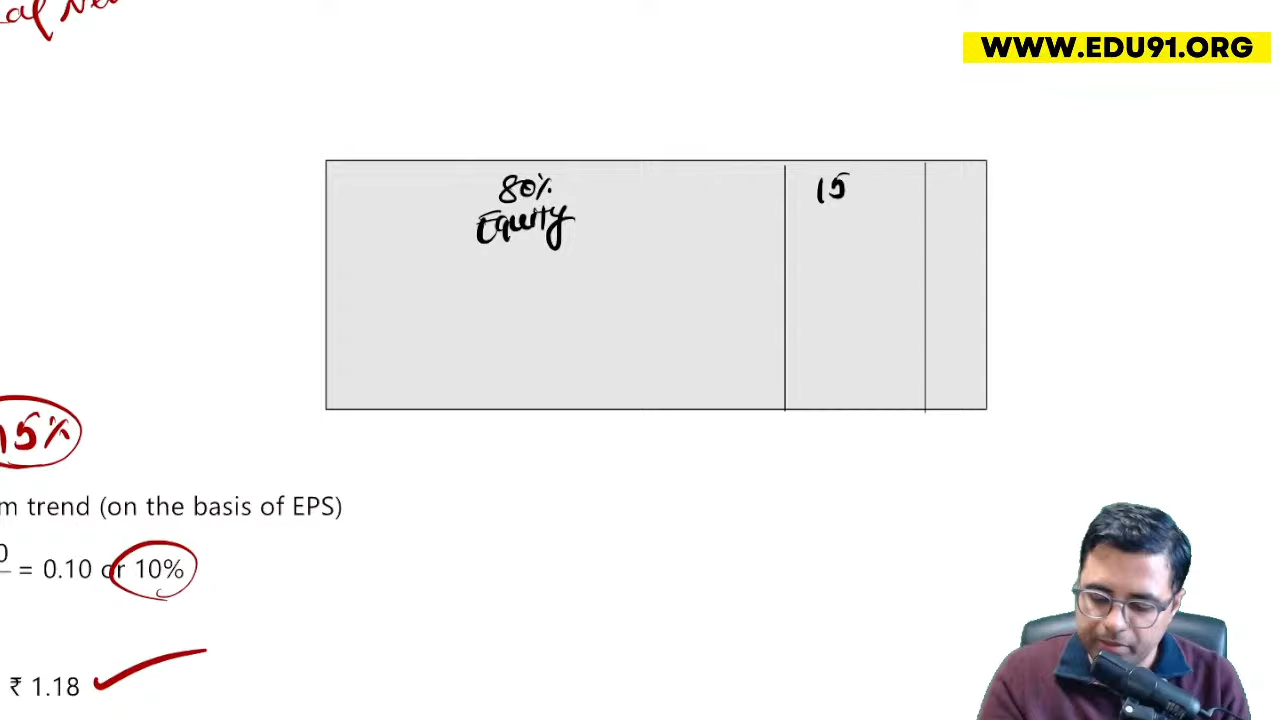 WWW.EDU91.ORG
80% 15
Equity
15%
m trend (on the basis of EPS)
0
= 0.10 or 10%
₹ 1.18